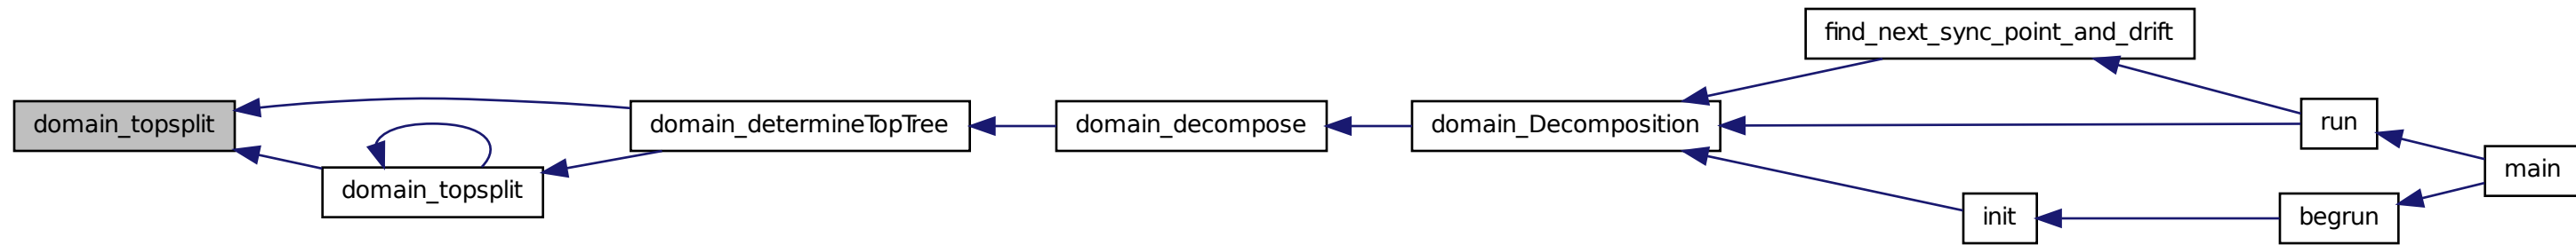 domain_topsplit
domain_topsplit
domain_determineTopTree
domain_decompose
domain_Decomposition
find_next_sync_point_and_drift
run
init
begrun
main